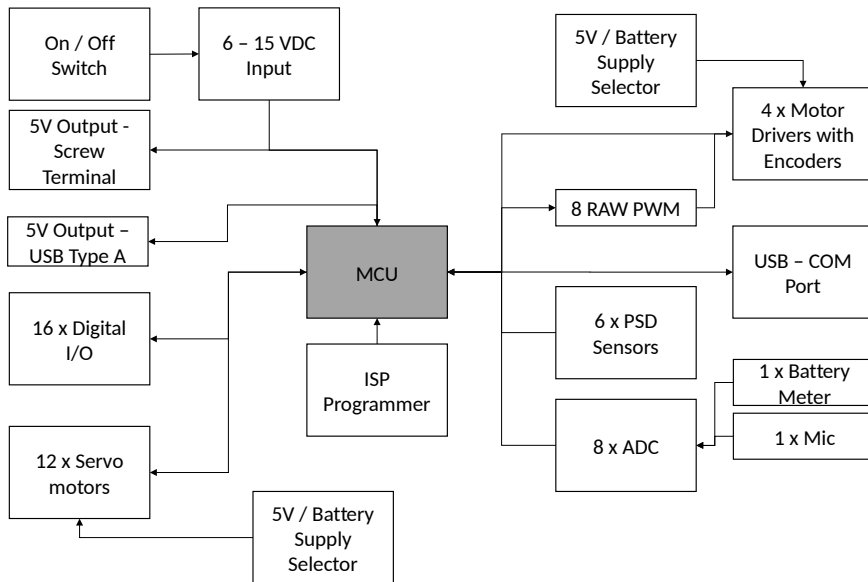 On / Off
Switch
6 – 15 VDC
Input
5V / Battery
Supply
Selector
5V Output -
Screw
Terminal
4 x Motor
Drivers with
Encoders
8 RAW PWM
5V Output –
USB Type A
MCU
USB – COM
Port
16 x Digital
I/O
6 x PSD
Sensors
ISP
Programmer
1 x Battery
Meter
8 x ADC
1 x Mic
12 x Servo
motors
5V / Battery
Supply
Selector